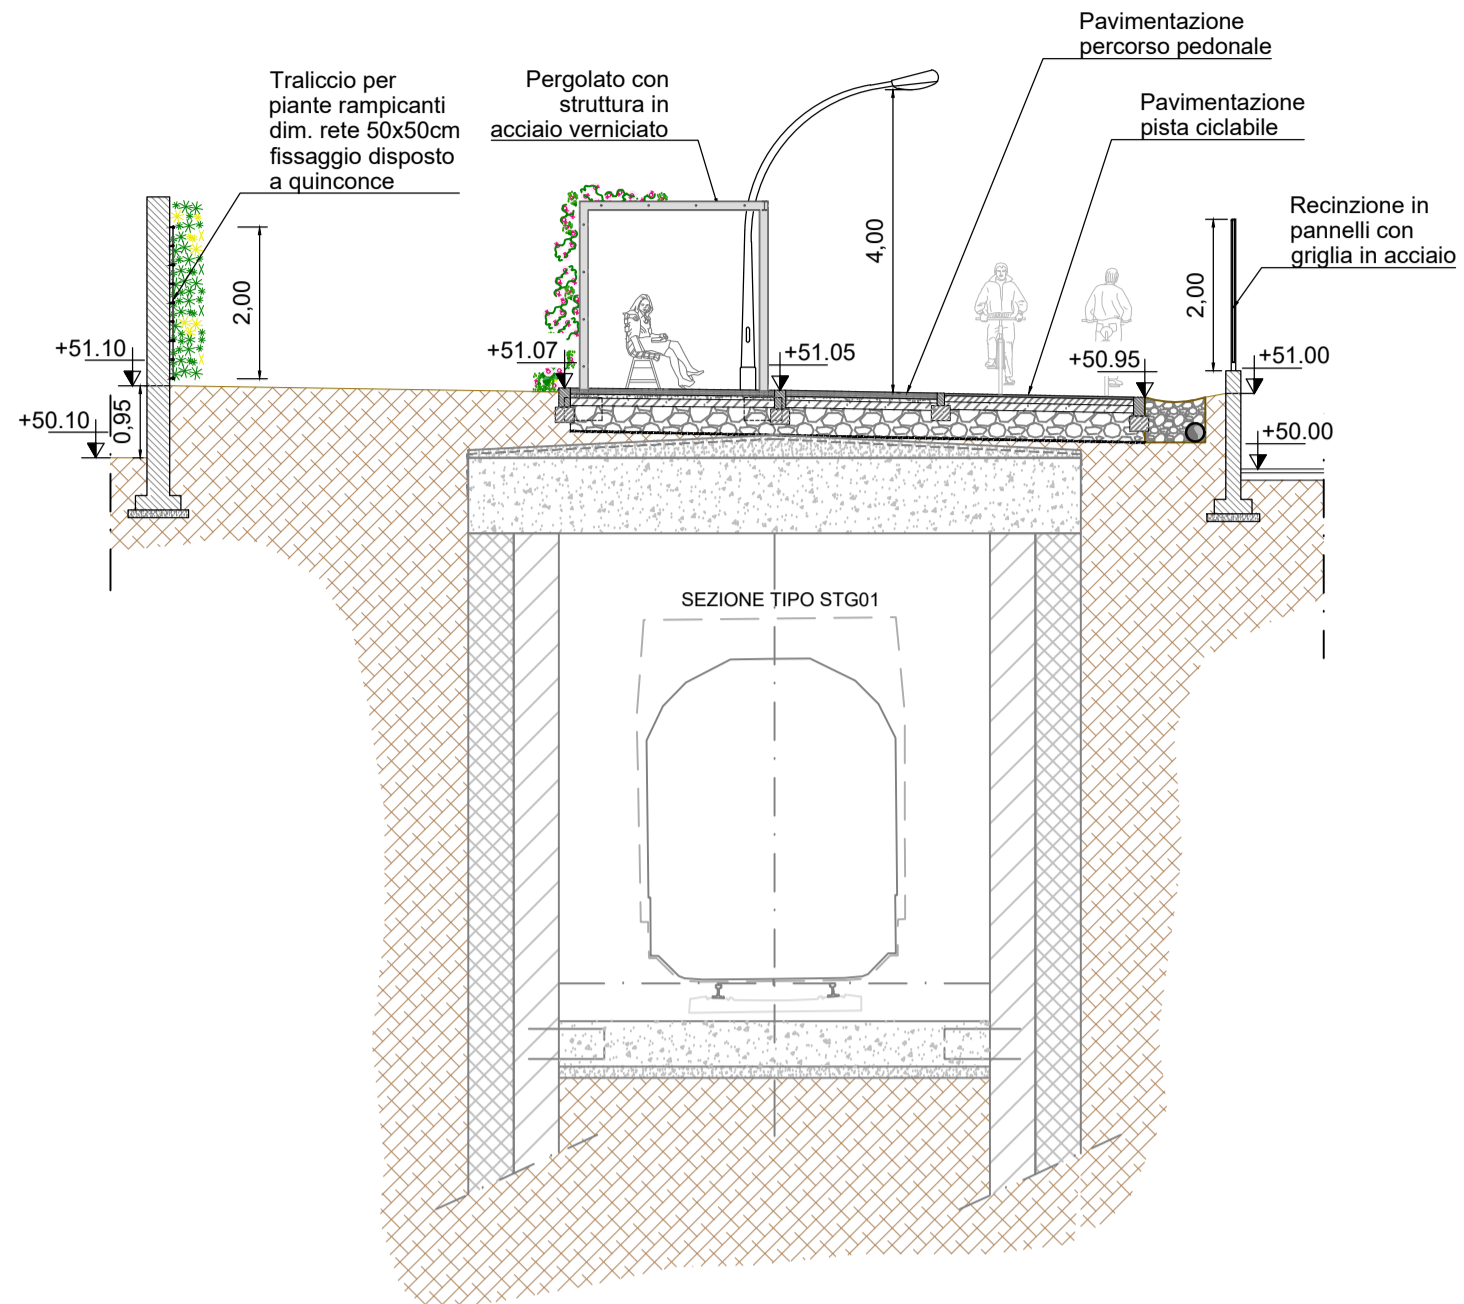 Pavimentazione
percorso pedonale
Traliccio per
piante rampicanti
dim. rete 50x50cm
fissaggio disposto
a quinconce
Pergolato con
struttura in
acciaio verniciato
Pavimentazione
pista ciclabile
Recinzione in
pannelli con
griglia in acciaio
4,00
2,00
2,00
+51.10
+51.07
+51.05
+50.95
+51.00
+50.10
0,95
+50.00
SEZIONE TIPO STG01